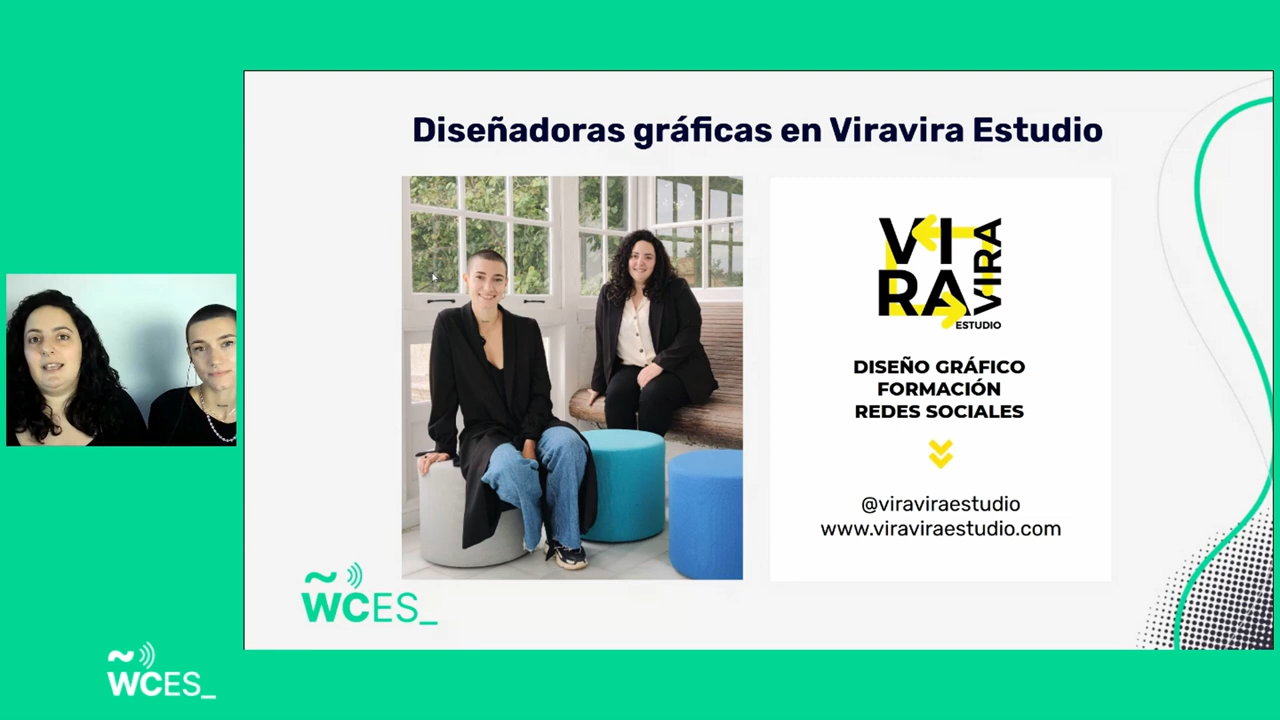 Diseñadoras gráficas en Viravira Estudio
VI
RA
VIRA
ESTUDIO
DISEÑO GRÁFICO
FORMACIÓN
REDES SOCIALES
@viraviraestudio
www.viraviraestudio.com
~
WCES_
~
WCES_